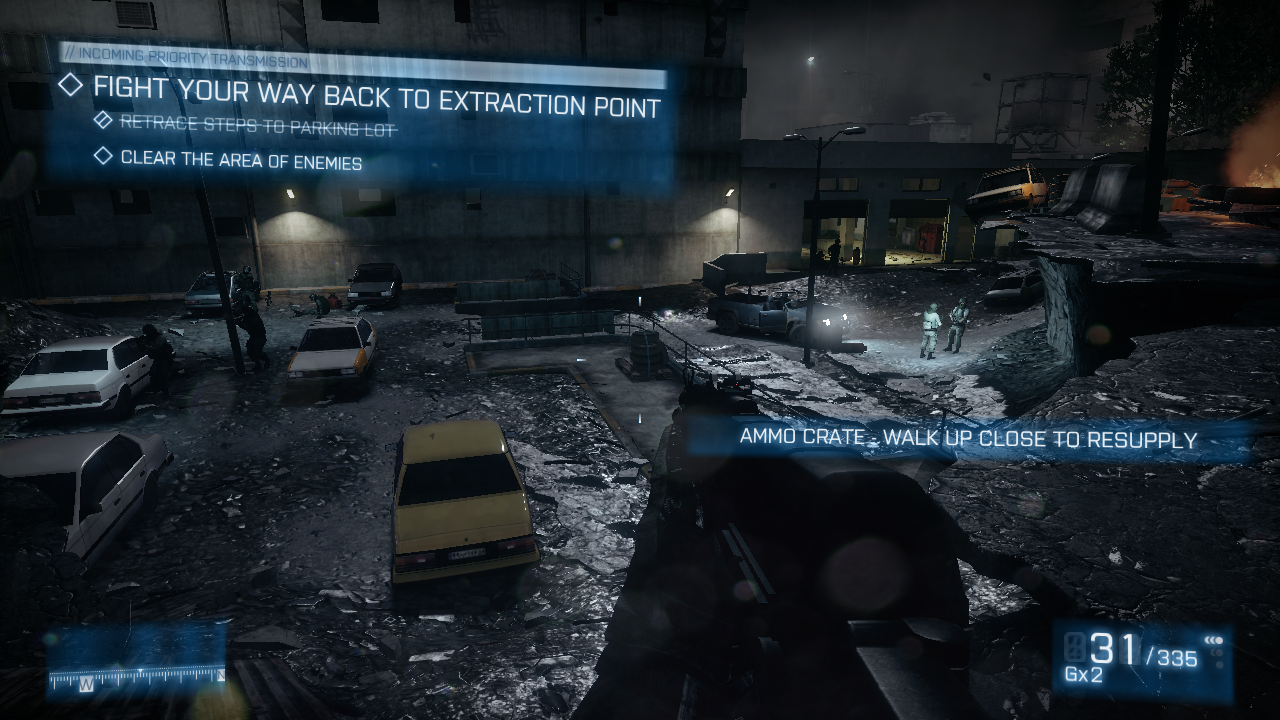 // INCOMING PRIORITY TRANSMISSION
FIGHT YOUR WAY BACK TO EXTRACTION POINT
RETRACE STEPS TO PARKING LOT
CLEAR THE AREA OF ENEMIES
AMMO CRATE - WALK UP CLOSE TO RESUPPLY
W
N
31/335
Gx2